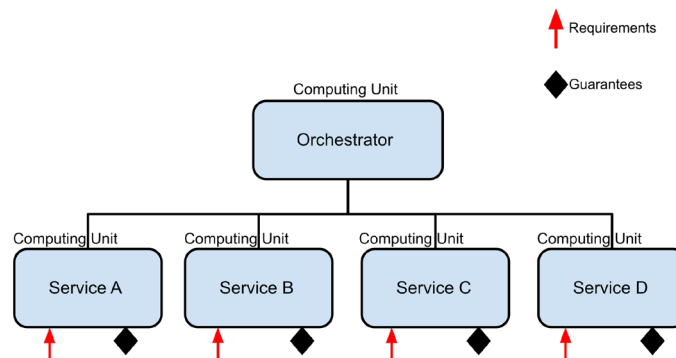 Requirements
Guarantees
Computing Unit
Orchestrator
Computing Unit Computing Unit Computing Unit Computing Unit
Service A Service B Service C Service D